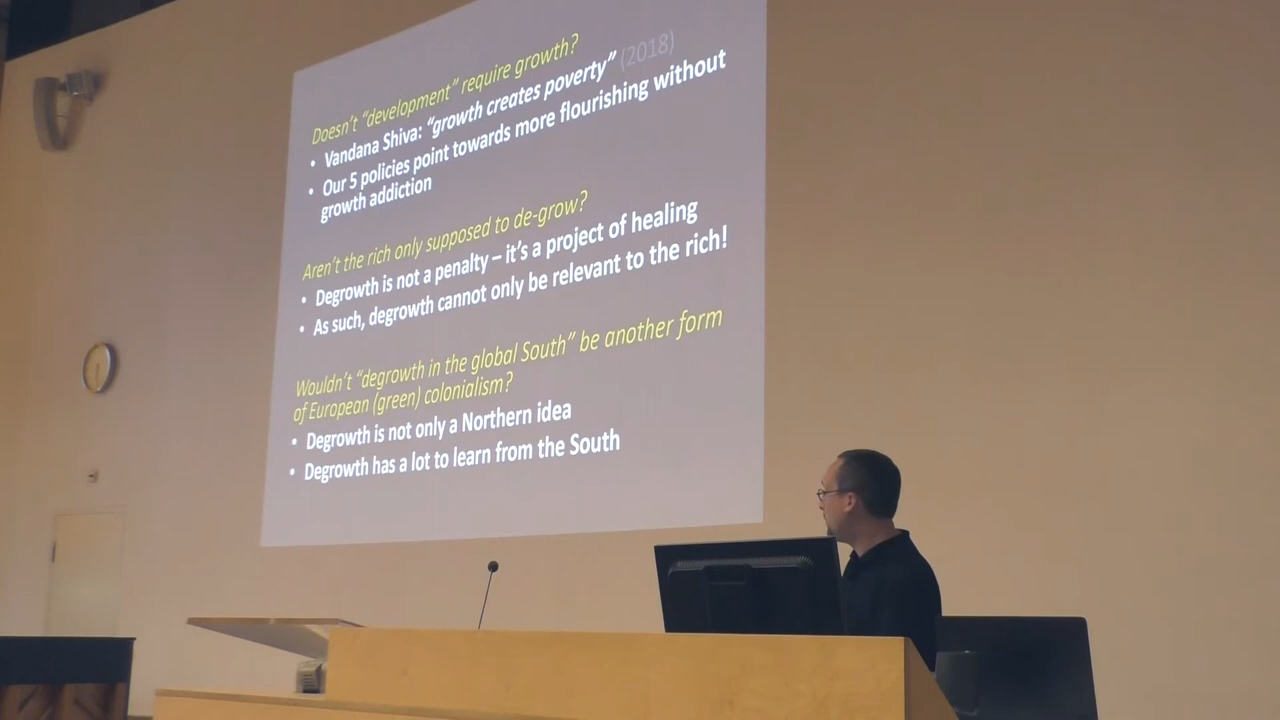 Doesn't “development” require growth?
• Vandana Shiva: “growth creates poverty” (2018)
• Our 5 policies point towards more flourishing without
growth addiction
Aren't the rich only supposed to de-grow?
• Degrowth is not a penalty – it's a project of healing
• As such, degrowth cannot only be relevant to the rich!
Wouldn't “degrowth in the global South” be another form
of European (green) colonialism?
• Degrowth is not only a Northern idea
• Degrowth has a lot to learn from the South